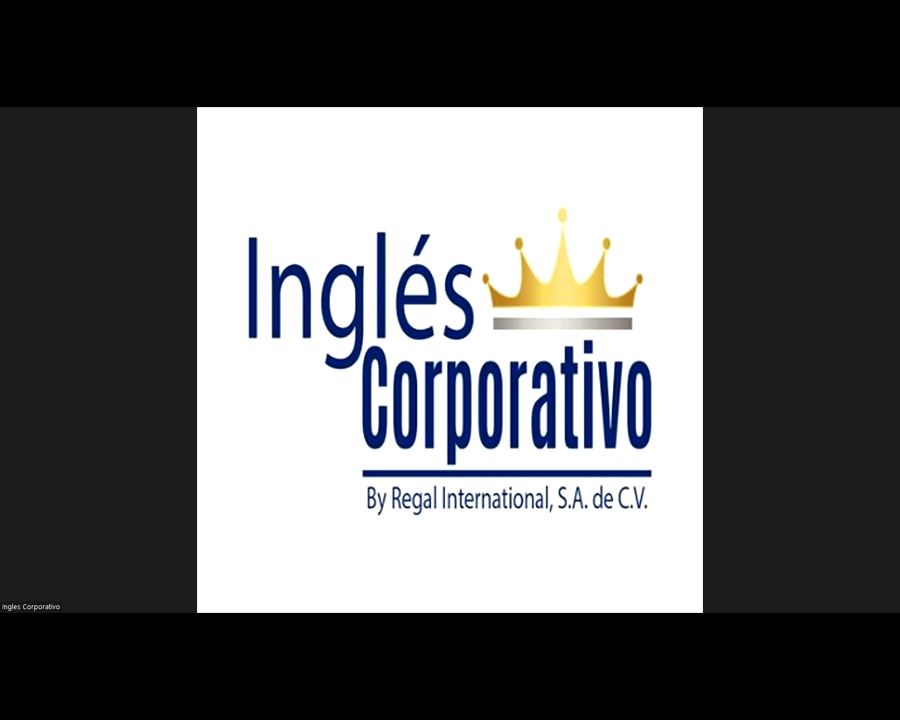 Inglés
Corporativo
By Regal International, S.A. de C.V.
Ingles Corporativo